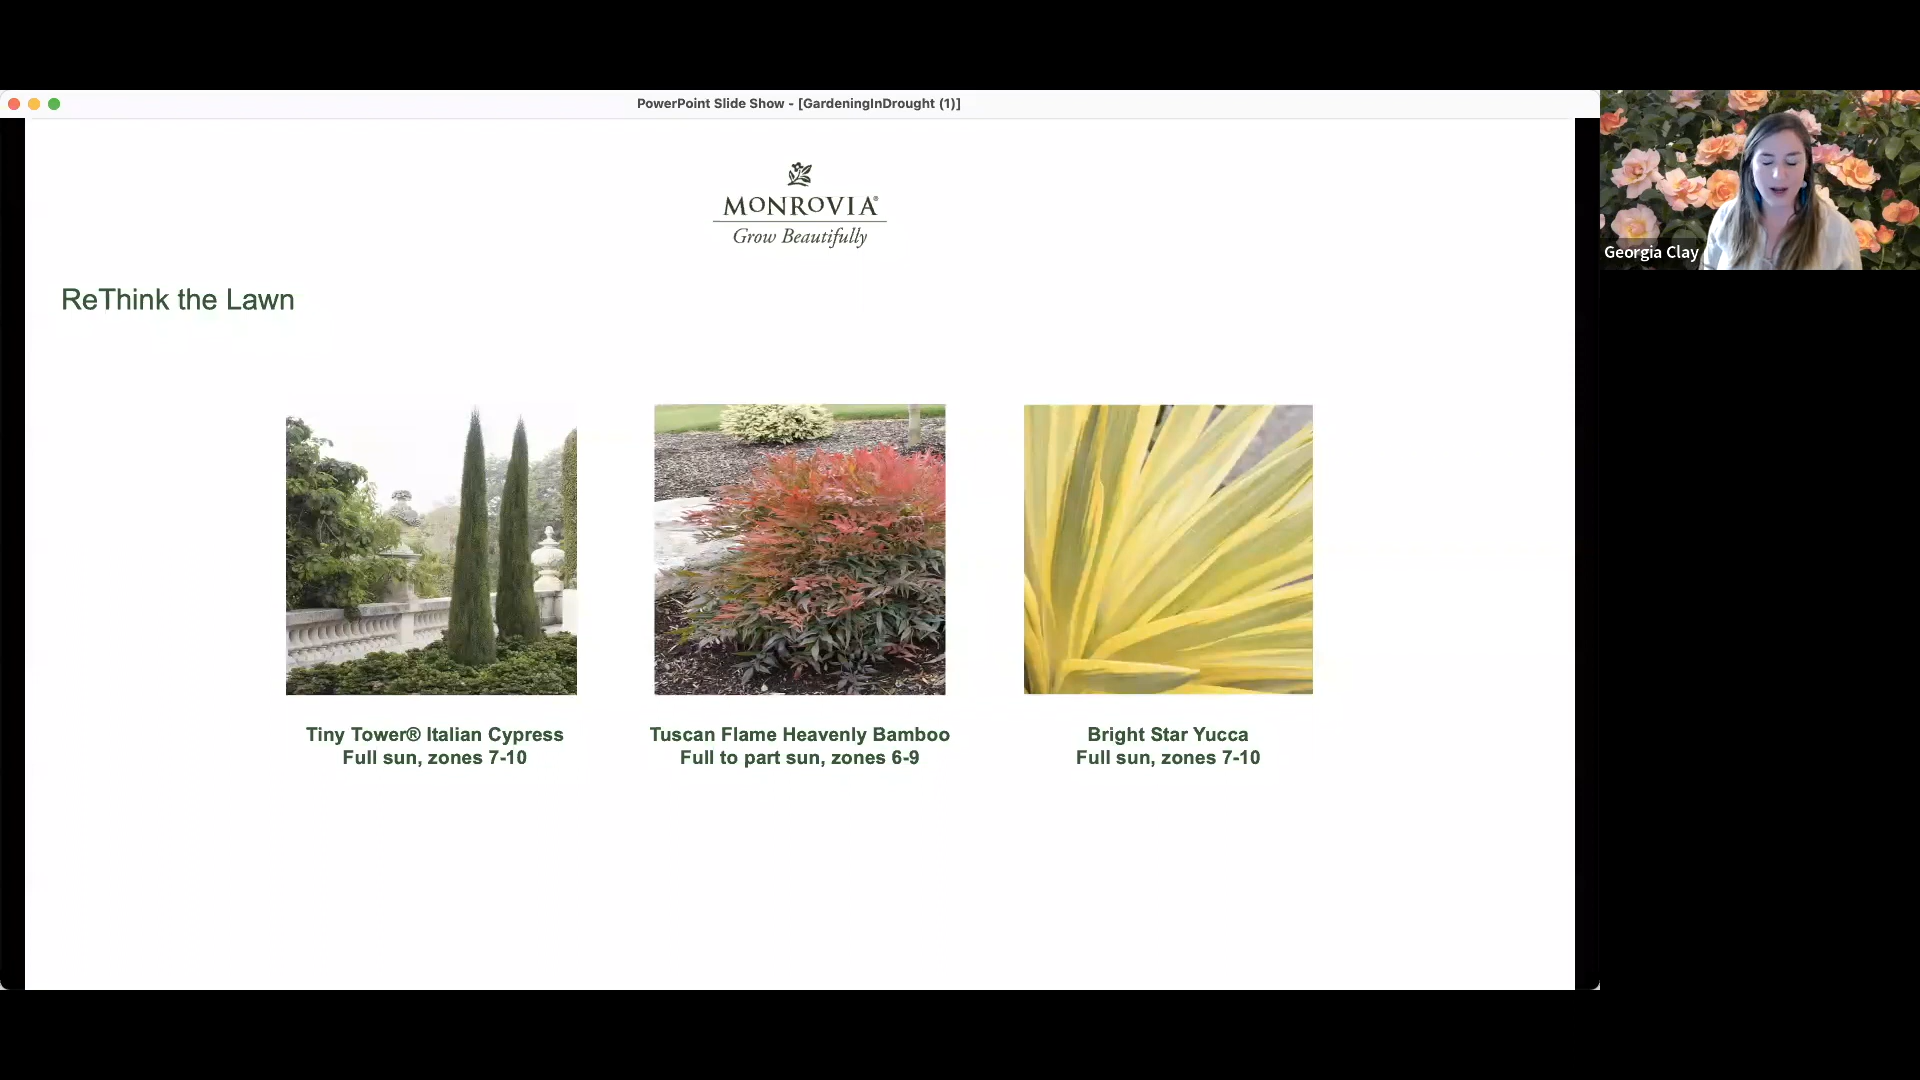 PowerPoint Slide Show - [GardeningInDrought (1)]
MONROVIA®
Grow Beautifully
Georgia Clay
ReThink the Lawn
Tiny Tower® Italian Cypress
Full sun, zones 7-10
Tuscan Flame Heavenly Bamboo
Full to part sun, zones 6-9
Bright Star Yucca
Full sun, zones 7-10